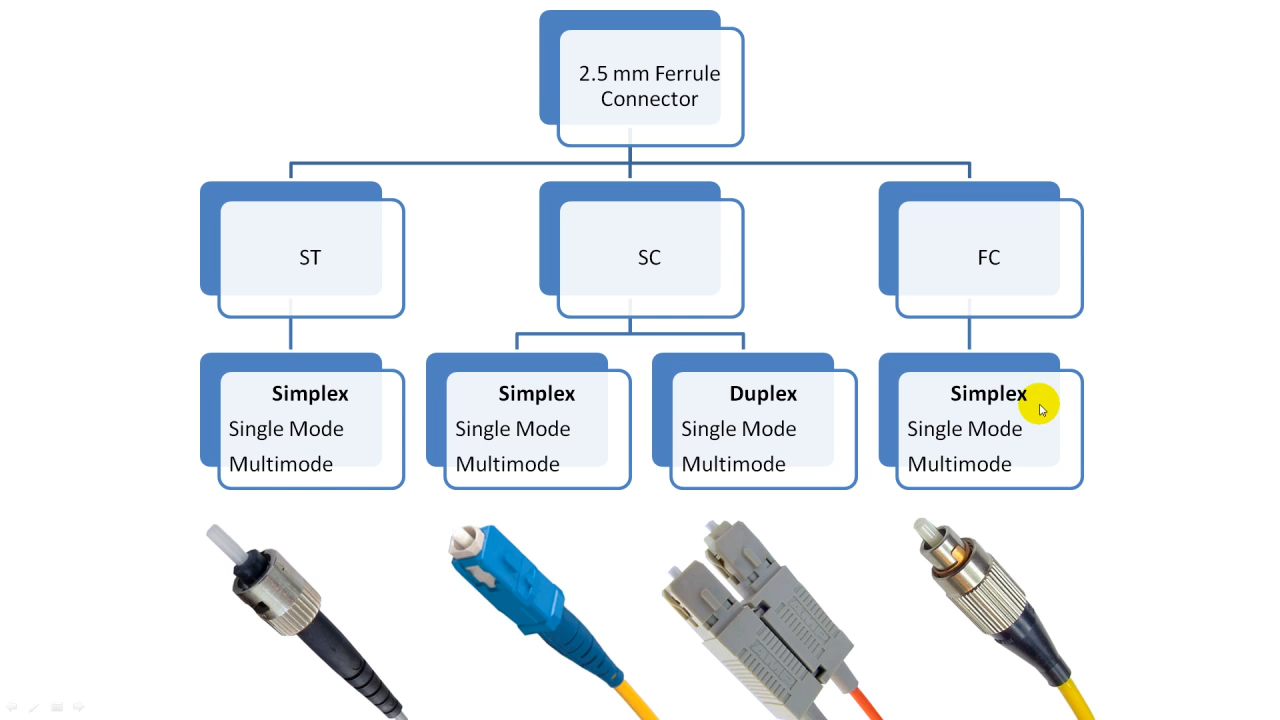 2.5 mm Ferrule
Connector
ST
SC
FC
Simplex
Single Mode
Multimode
Simplex
Single Mode
Multimode
Duplex
Single Mode
Multimode
Simplex
Single Mode
Multimode